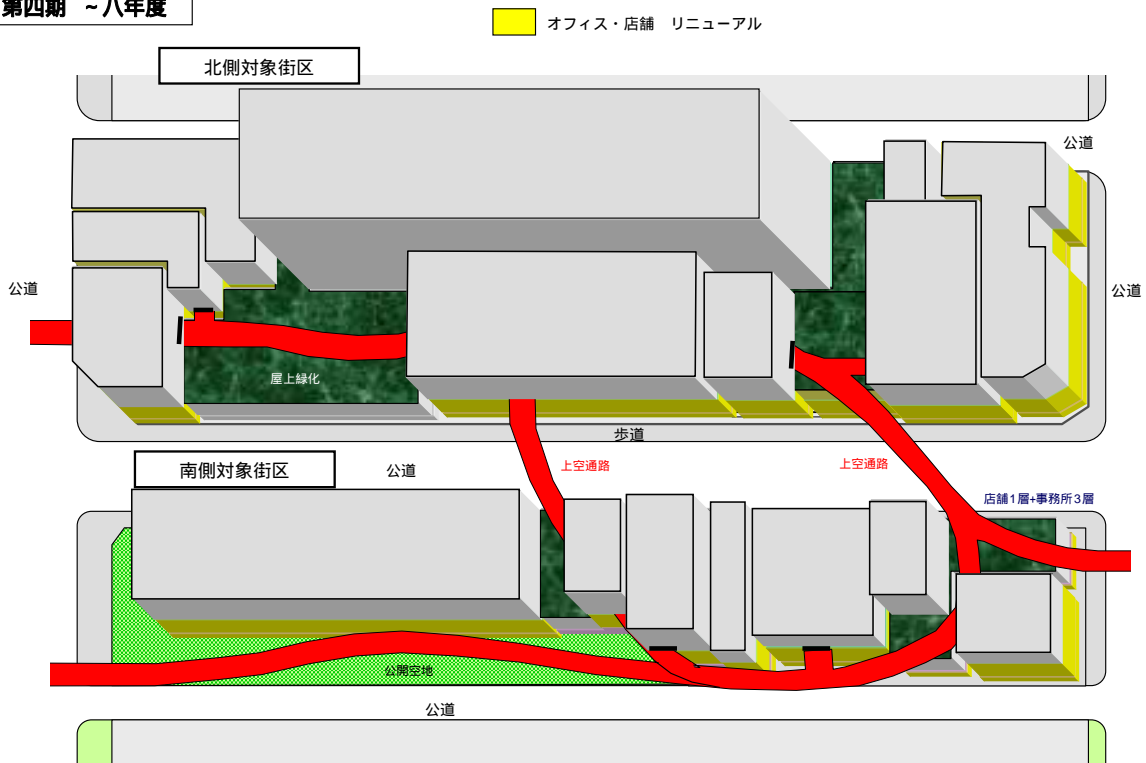 第四期 ~八年度
オフィス・店舗 リニューアル
北側対象街区
公道
公道
公道
屋上緑化
歩道
南側対象街区
公道
上空通路
上空通路
店舗1層+事務所3層
公開空地
公道